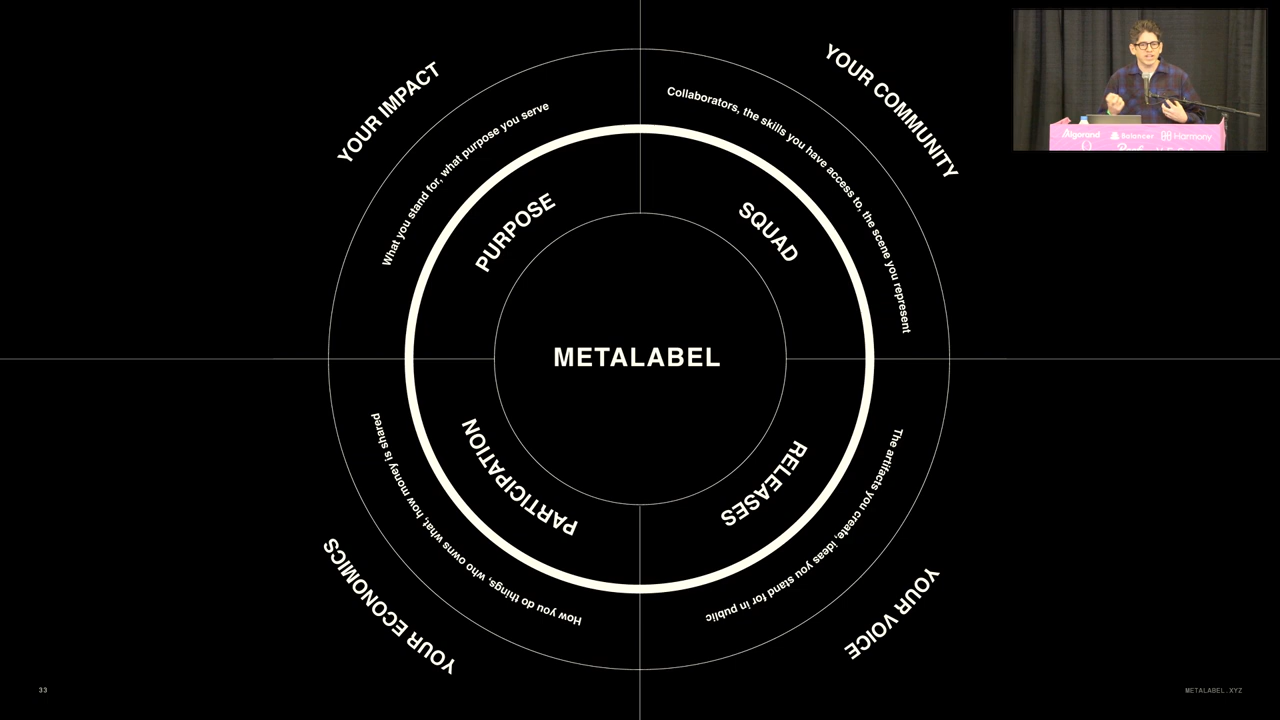 YOUR IMPACT
What you stand for, what purpose you serve
PURPOSE
YOUR COMMUNITY
Collaborators, the skills you have access to, the scene you represent
SQUAD
METALABEL
PARTICIPATION
How you do things, who owns what, how money is shared
YOUR ECONOMICS
RELEASES
The artifacts you create, ideas you stand for in public
YOUR VOICE
Algorand
Balancer
Harmony
33
METALABEL.XYZ